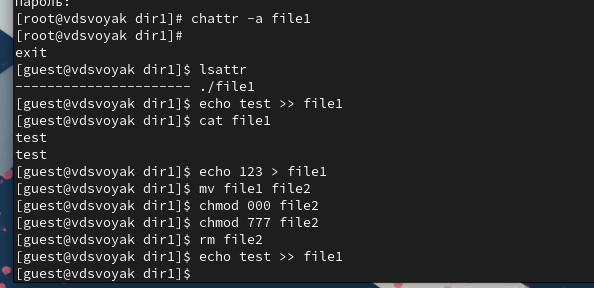 пароль:
[root@vdsvoyak dir1]# chattr -a file1
[root@vdsvoyak dir1]#
exit
[guest@vdsvoyak dir1]$ lsattr
---------------------- ./file1
[guest@vdsvoyak dir1]$ echo test >> file1
[guest@vdsvoyak dir1]$ cat file1
test
test
[guest@vdsvoyak dir1]$ echo 123 > file1
[guest@vdsvoyak dir1]$ mv file1 file2
[guest@vdsvoyak dir1]$ chmod 000 file2
[guest@vdsvoyak dir1]$ chmod 777 file2
[guest@vdsvoyak dir1]$ rm file2
[guest@vdsvoyak dir1]$ echo test >> file1
[guest@vdsvoyak dir1]$